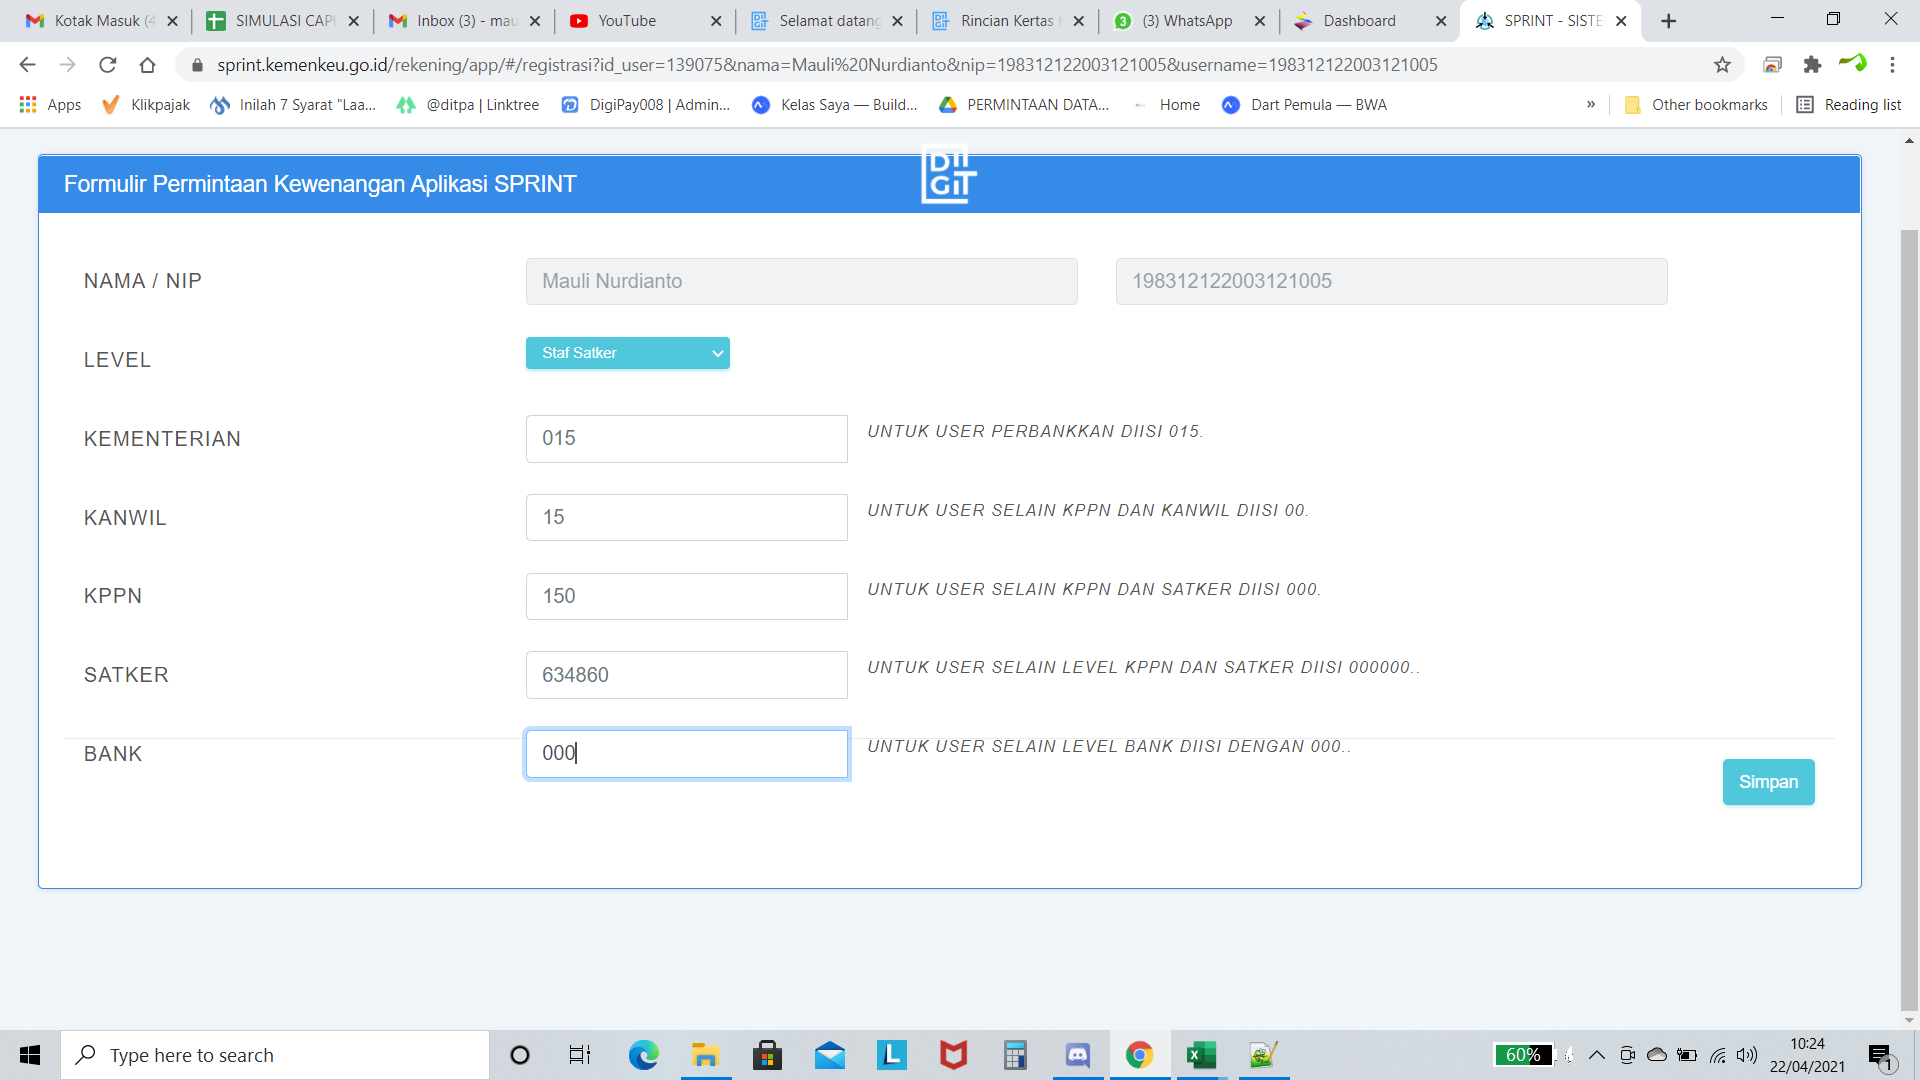 Kotak Masuk (4
SIMULASI CAPU
Inbox (3) - mau
YouTube
Selamat datang
Rincian Kertas
(3) WhatsApp
Dashboard
SPRINT - SISTE
sprint.kemenkeu.go.id/rekening/app/#/registrasi?id_user=139075&nama=Mauli%20Nurdianto&nip=198312122003121005&username=198312122003121005
Apps
Klikpajak
Inilah 7 Syarat "Laa...
@ditpa | Linktree
DigiPay008 | Admin...
Kelas Saya — Build...
PERMINTAAN DATA...
Home
Dart Pemula — BWA
»
Other bookmarks
Reading list
Formulir Permintaan Kewenangan Aplikasi SPRINT
DIGIT
NAMA / NIP
Mauli Nurdianto
198312122003121005
LEVEL
Staf Satker
KEMENTERIAN
015
UNTUK USER PERBANKKAN DIISI 015.
KANWIL
15
UNTUK USER SELAIN KPPN DAN KANWIL DIISI 00.
KPPN
150
UNTUK USER SELAIN KPPN DAN SATKER DIISI 000.
SATKER
634860
UNTUK USER SELAIN LEVEL KPPN DAN SATKER DIISI 000000..
BANK
000
UNTUK USER SELAIN LEVEL BANK DIISI DENGAN 000..
Simpan
Type here to search
L
60%
10:24
22/04/2021
1